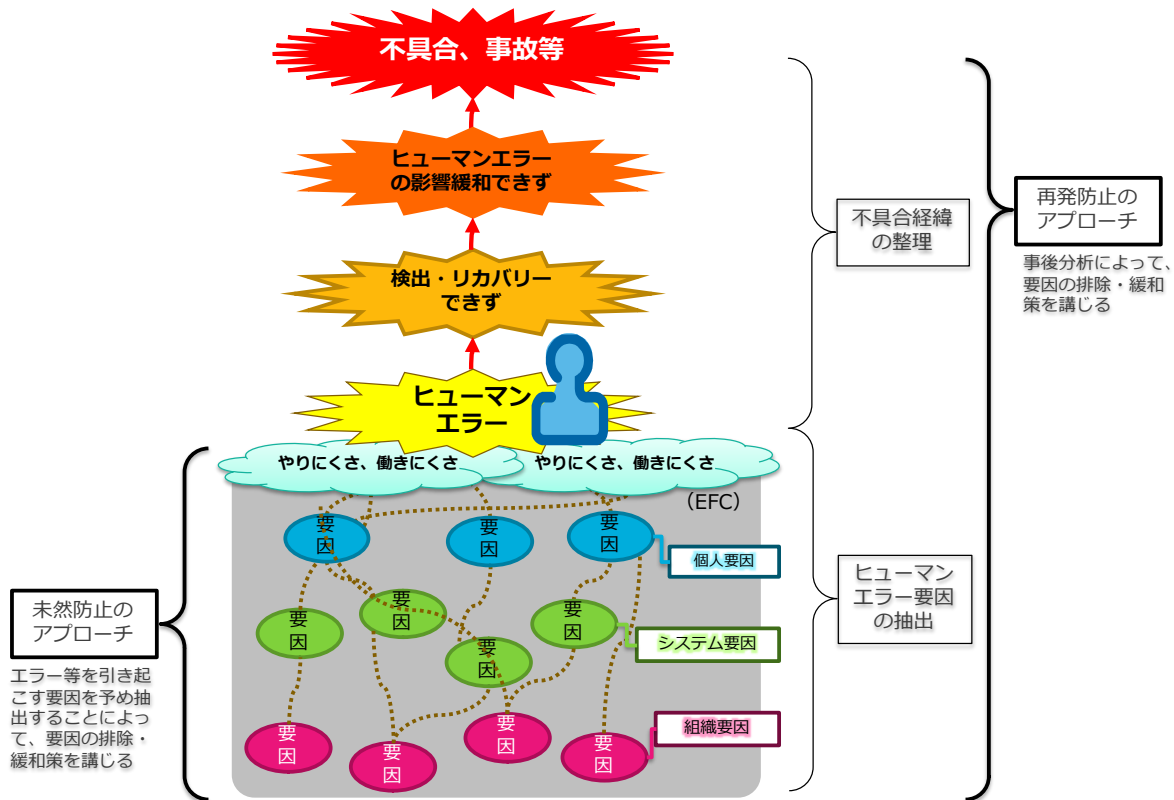 不具合、事故等
ヒューマンエラー
の影響緩和できず
検出・リカバリー
できず
ヒューマン
エラー
やりにくさ、働きにくさ
やりにくさ、働きにくさ
（EFC）
要
因
要
因
要
因
個人要因
要
因
要
因
要
因
要
因
システム要因
要
因
要
因
要
因
要
因
組織要因
未然防止の
アプローチ
エラー等を引き起
こす要因を予め抽
出することによっ
て、要因の排除・
緩和策を講じる
不具合経緯
の整理
ヒューマン
エラー要因
の抽出
再発防止の
アプローチ
事後分析によって、
要因の排除・緩和
策を講じる